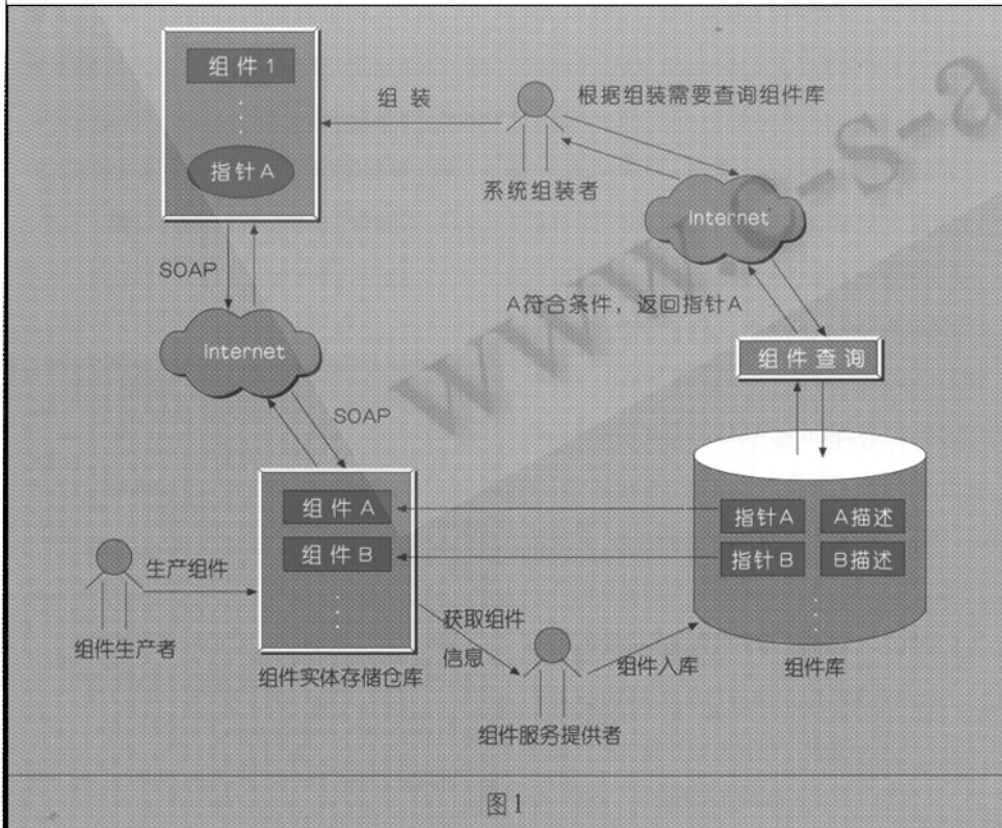 组件1
组 装
根据组装需要查询组件库
指针A
系统组装者
Internet
SOAP
A符合条件，返回指针A
Internet
组件查询
SOAP
组件A
指针A
A描述
组件B
指针B
B描述
生产组件
获取组件
信息
组件生产者
组件实体存储仓库
组件入库
组件库
组件服务提供者
图1